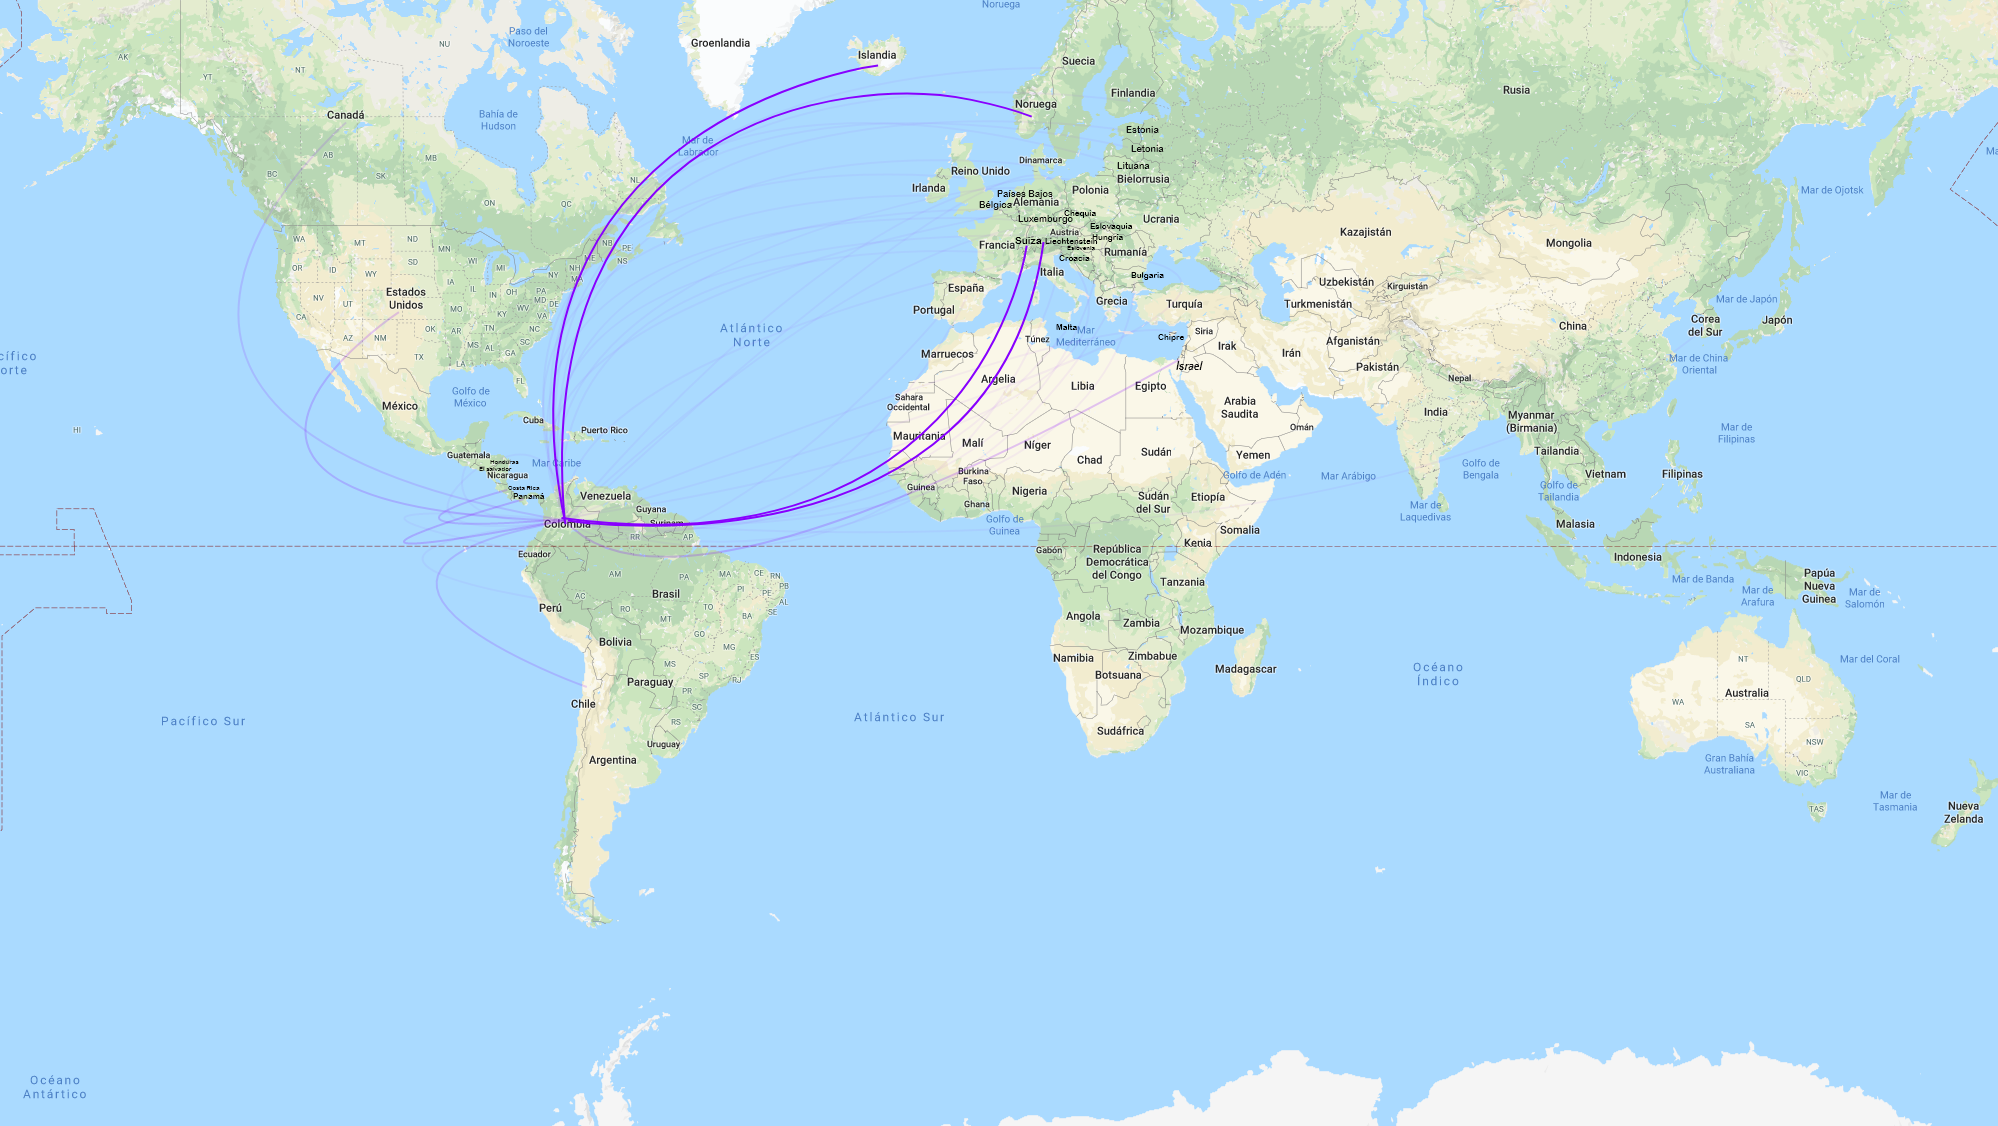 Noruega
Paso del
Noroeste
Groenlandia
NU
AK
YT
NT
Islandia
Suecia
Rusia
Finlandia
Noruega
Canadá
Bahía de
Hudson
Mar de
Labrador
Estonia
Letonia
Lituana
Bielorrusia
Dinamarca
Reino Unido
Irlanda
Países Bajos
Polonia
Bélgica
Alemania
Chequia
Luxemburgo
Ucrania
Eslovaquia
Austria
Hungría
Suiza
Liechtenstein
Francia
Eslovenia
Rumanía
Croacia
Italia
Bulgaria
España
Portugal
Grecia
Turquía
BC
AB
SK
MB
ON
QC
NL
NB
PE
NS
WA
MT
ND
MN
OR
ID
WY
SD
WI
MI
NH
ME
MA
NV
UT
IA
IL
IN
OH
PA
MD
DE
NJ
CA
AZ
NM
OK
MO
KY
WV
VA
AR
TN
NC
SC
TX
LA
MS
AL
GA
FL
Estados
Unidos
Atlántico
Norte
cífico
orte
México
Golfo de
México
HI
Cuba
Puerto Rico
Mar Caribe
Guatemala
Honduras
El salvador
Nicaragua
Costa Rica
Panamá
Venezuela
Guyana
Surinam
Colombia
Ecuador
RR
AP
AM
PA
MA
CE
RN
PB
PE
AL
SE
PI
AC
RO
TO
BA
MT
GO
MG
ES
MS
SP
RJ
PR
SC
RS
Perú
Brasil
Bolivia
Paraguay
Chile
Uruguay
Argentina
Pacífico Sur
Atlántico Sur
Malta
Mar
Mediterráneo
Túnez
Chipre
Siria
Irak
Israel
Irán
Marruecos
Argelia
Libia
Egipto
Sahara
Occidental
Mauritania
Malí
Níger
Chad
Sudán
Arabia
Saudita
Omán
Yemen
Golfo de Adén
Burkina
Faso
Guinea
Ghana
Nigeria
Golfo de
Guinea
Sudán
del Sur
Etiopía
Somalia
Kenia
Gabón
República
Democrática
del Congo
Tanzania
Angola
Zambia
Mozambique
Namibia
Zimbabue
Botsuana
Madagascar
Sudáfrica
Kazajistán
Mongolia
Uzbekistán
Kirguistán
Turkmenistán
Afganistán
Pakistán
China
Nepal
India
Corea
del Sur
Japón
Mar de Japón
Mar de Ojotsk
Ma
Mar de China
Oriental
Myanmar
(Birmania)
Tailandia
Vietnam
Filipinas
Mar de
Filipinas
Mar Arábigo
Golfo de
Bengala
Mar de
Laquedivas
Golfo de
Tailandia
Malasia
Indonesia
Mar de Banda
Mar de
Arafura
Papúa
Nueva
Guinea
Mar de
Salomón
Mar del Coral
Océano
Índico
Australia
NT
QLD
WA
SA
NSW
VIC
TAS
Gran Bahía
Australiana
Mar de
Tasmania
Nueva
Zelanda
Océano
Antártico